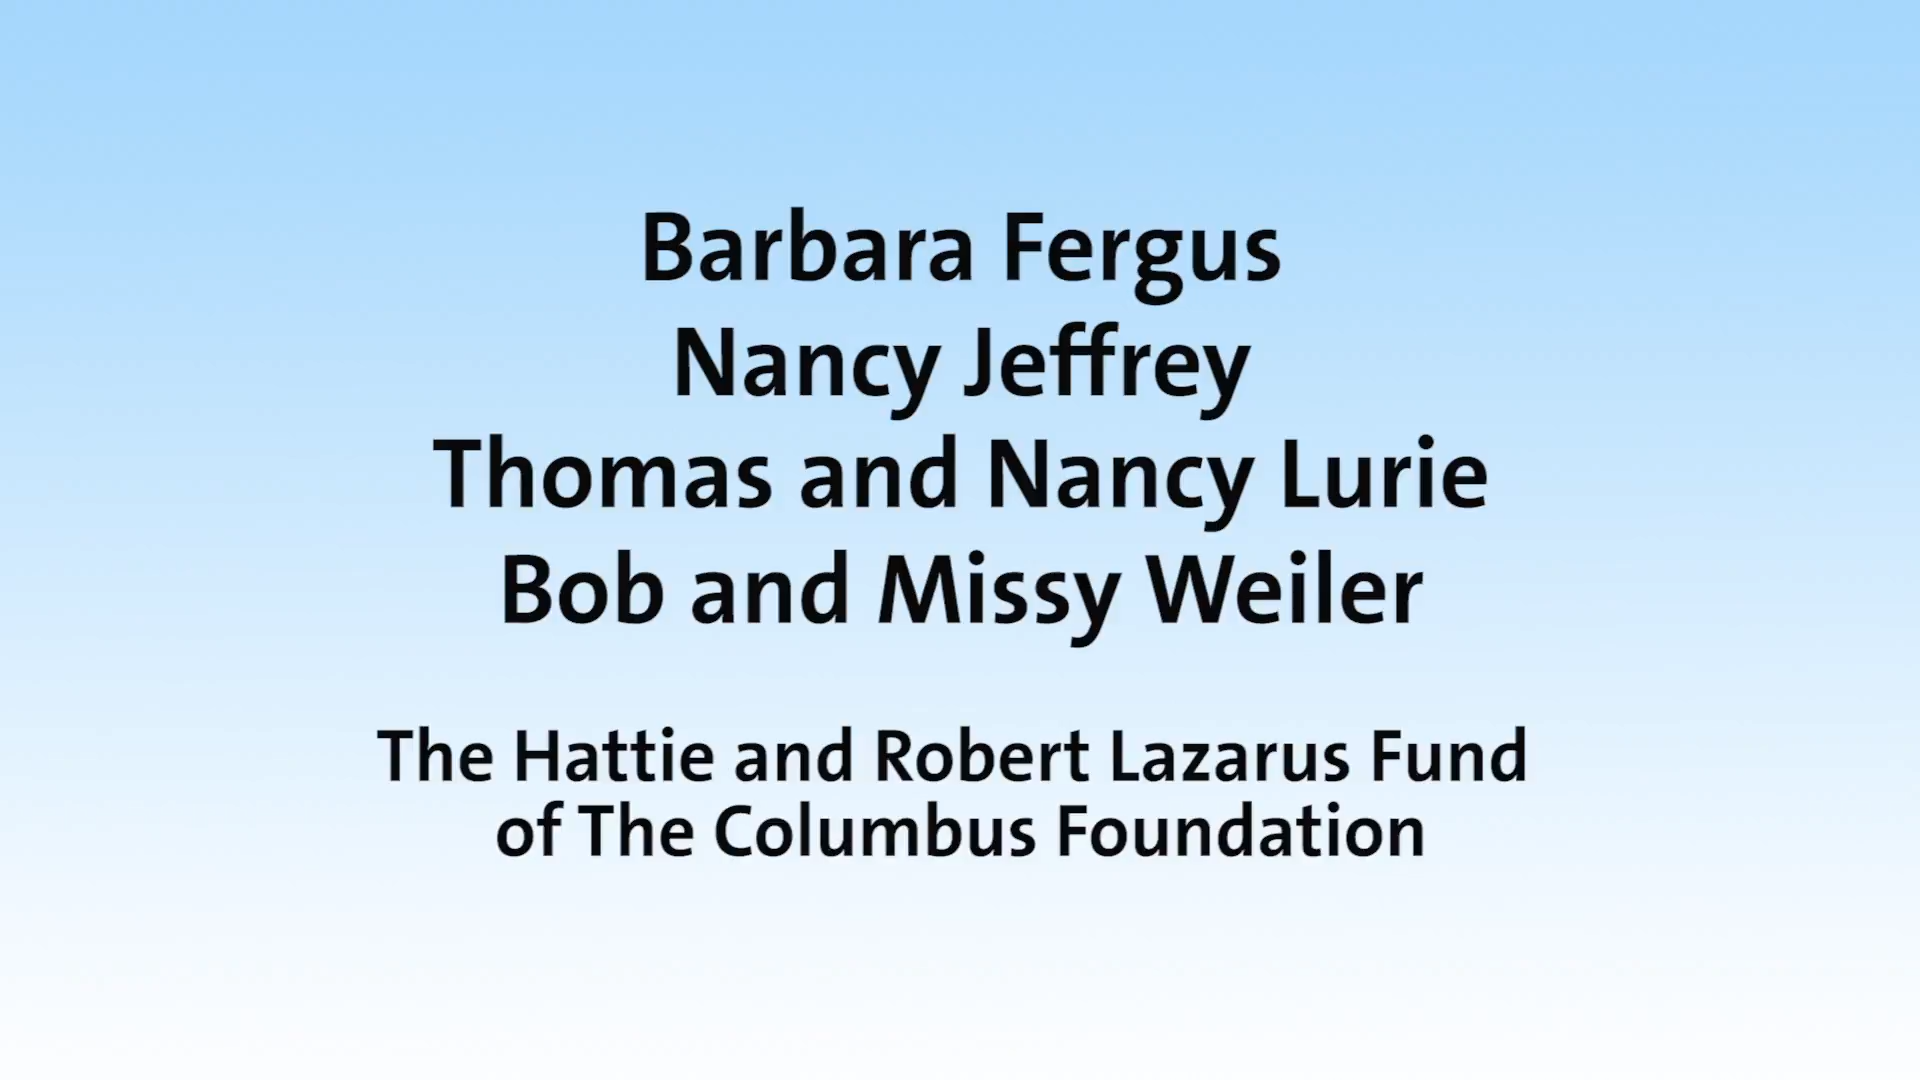 Barbara Fergus
Nancy Jeffrey
Thomas and Nancy Lurie
Bob and Missy Weiler
The Hattie and Robert Lazarus Fund
of The Columbus Foundation